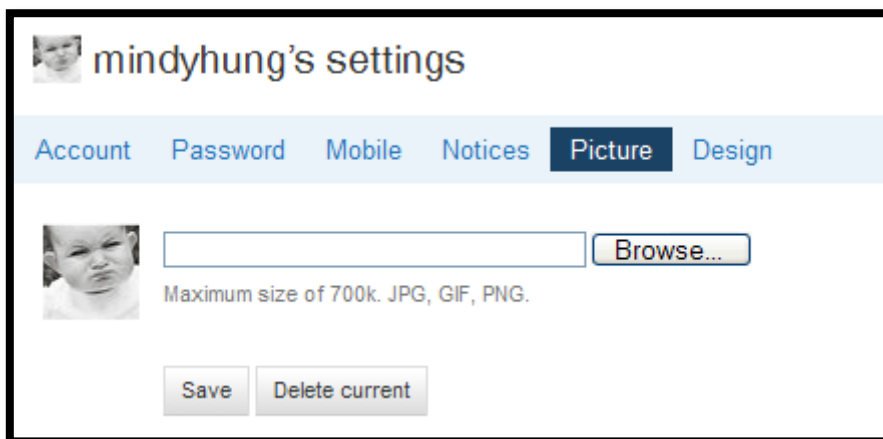 mindyhung's settings
Account Password Mobile Notices Picture Design
Browse...
Maximum size of 700k. JPG, GIF, PNG.
Save Delete current